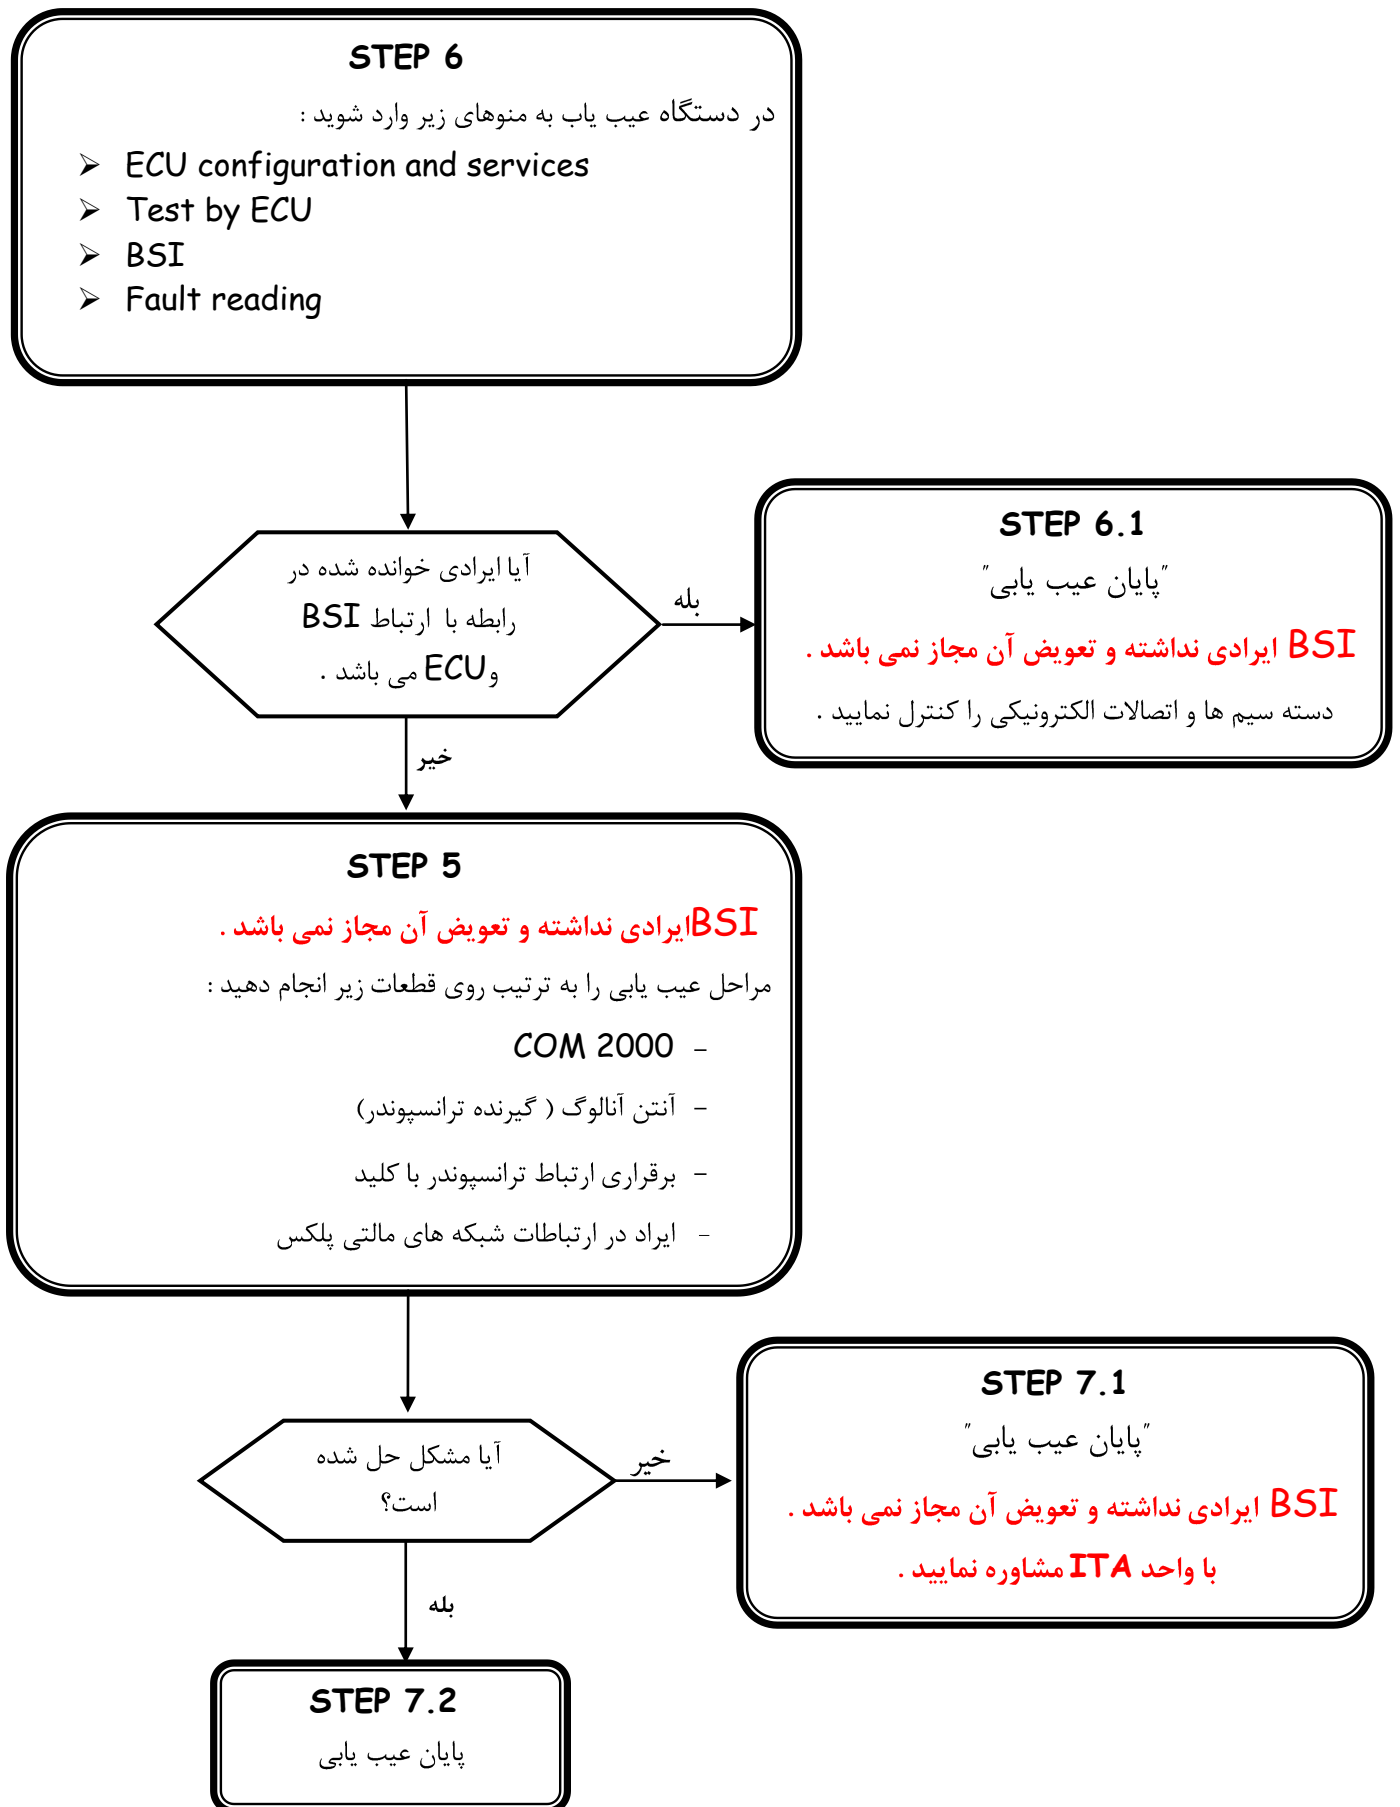 STEP 6
در دستگاه عیب یاب به منوهای زیر وارد شوید :
➢ ECU configuration and services
➢ Test by ECU
➢ BSI
➢ Fault reading
آیا ایرادی خوانده شده در
رابطه با ارتباط BSI
و ECU می باشد .
بله
STEP 6.1
"پایان عیب یابی"
BSI ایرادی نداشته و تعویض آن مجاز نمی باشد .
دسته سیم ها و اتصالات الکترونیکی را کنترل نمایید .
خیر
STEP 5
BSIایرادی نداشته و تعویض آن مجاز نمی باشد .
مراحل عیب یابی را به ترتیب روی قطعات زیر انجام دهید :
- COM 2000
- آنتن آنالوگ ( گیرنده ترانسپوندر)
- برقراری ارتباط ترانسپوندر با کلید
- ایراد در ارتباطات شبکه های مالتی پلکس
آیا مشکل حل شده
است؟
خیر
STEP 7.1
"پایان عیب یابی"
BSI ایرادی نداشته و تعویض آن مجاز نمی باشد .
با واحد ITA مشاوره نمایید .
بله
STEP 7.2
پایان عیب یابی